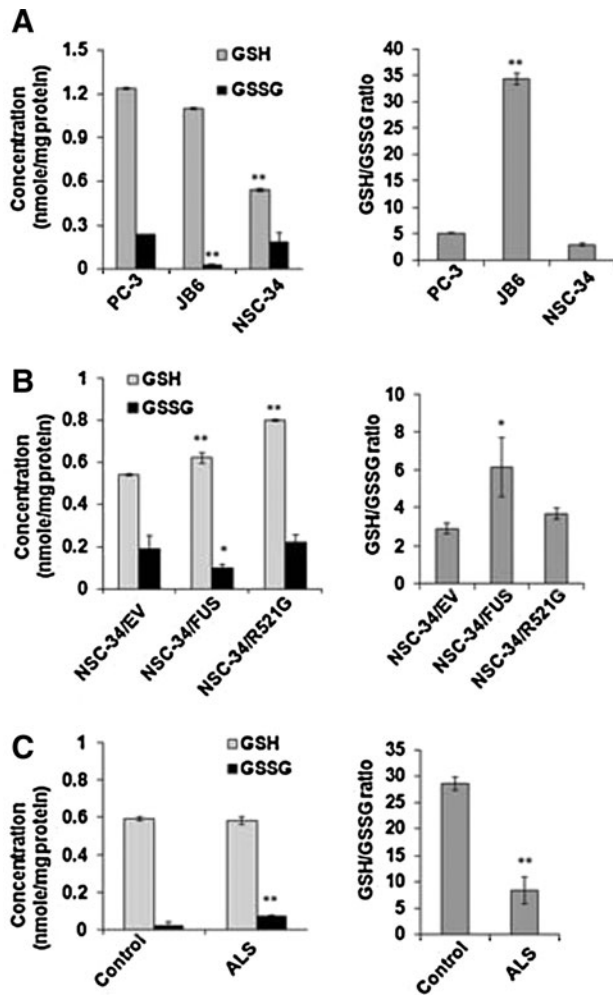 A
Concentration
(nmole/mg protein)
1.5
1.2
0.9
0.6
0.3
0
GSH
GSSG
**
**
PC-3
JB6
NSC-34
GSH/GSSG ratio
40
35
30
25
20
15
10
5
0
**
PC-3
JB6
NSC-34
B
Concentration
(nmole/mg protein)
1
0.8
0.6
0.4
0.2
0
GSH
GSSG
**
*
**
NSC-34/EV
NSC-34/FUS
NSC-34/R521G
GSH/GSSG ratio
10
8
6
4
2
0
*
NSC-34/EV
NSC-34/FUS
NSC-34/R521G
C
Concentration
(nmole/mg protein)
1
0.8
0.6
0.4
0.2
0
GSH
GSSG
**
Control
ALS
GSH/GSSG ratio
35
30
25
20
15
10
5
0
**
Control
ALS